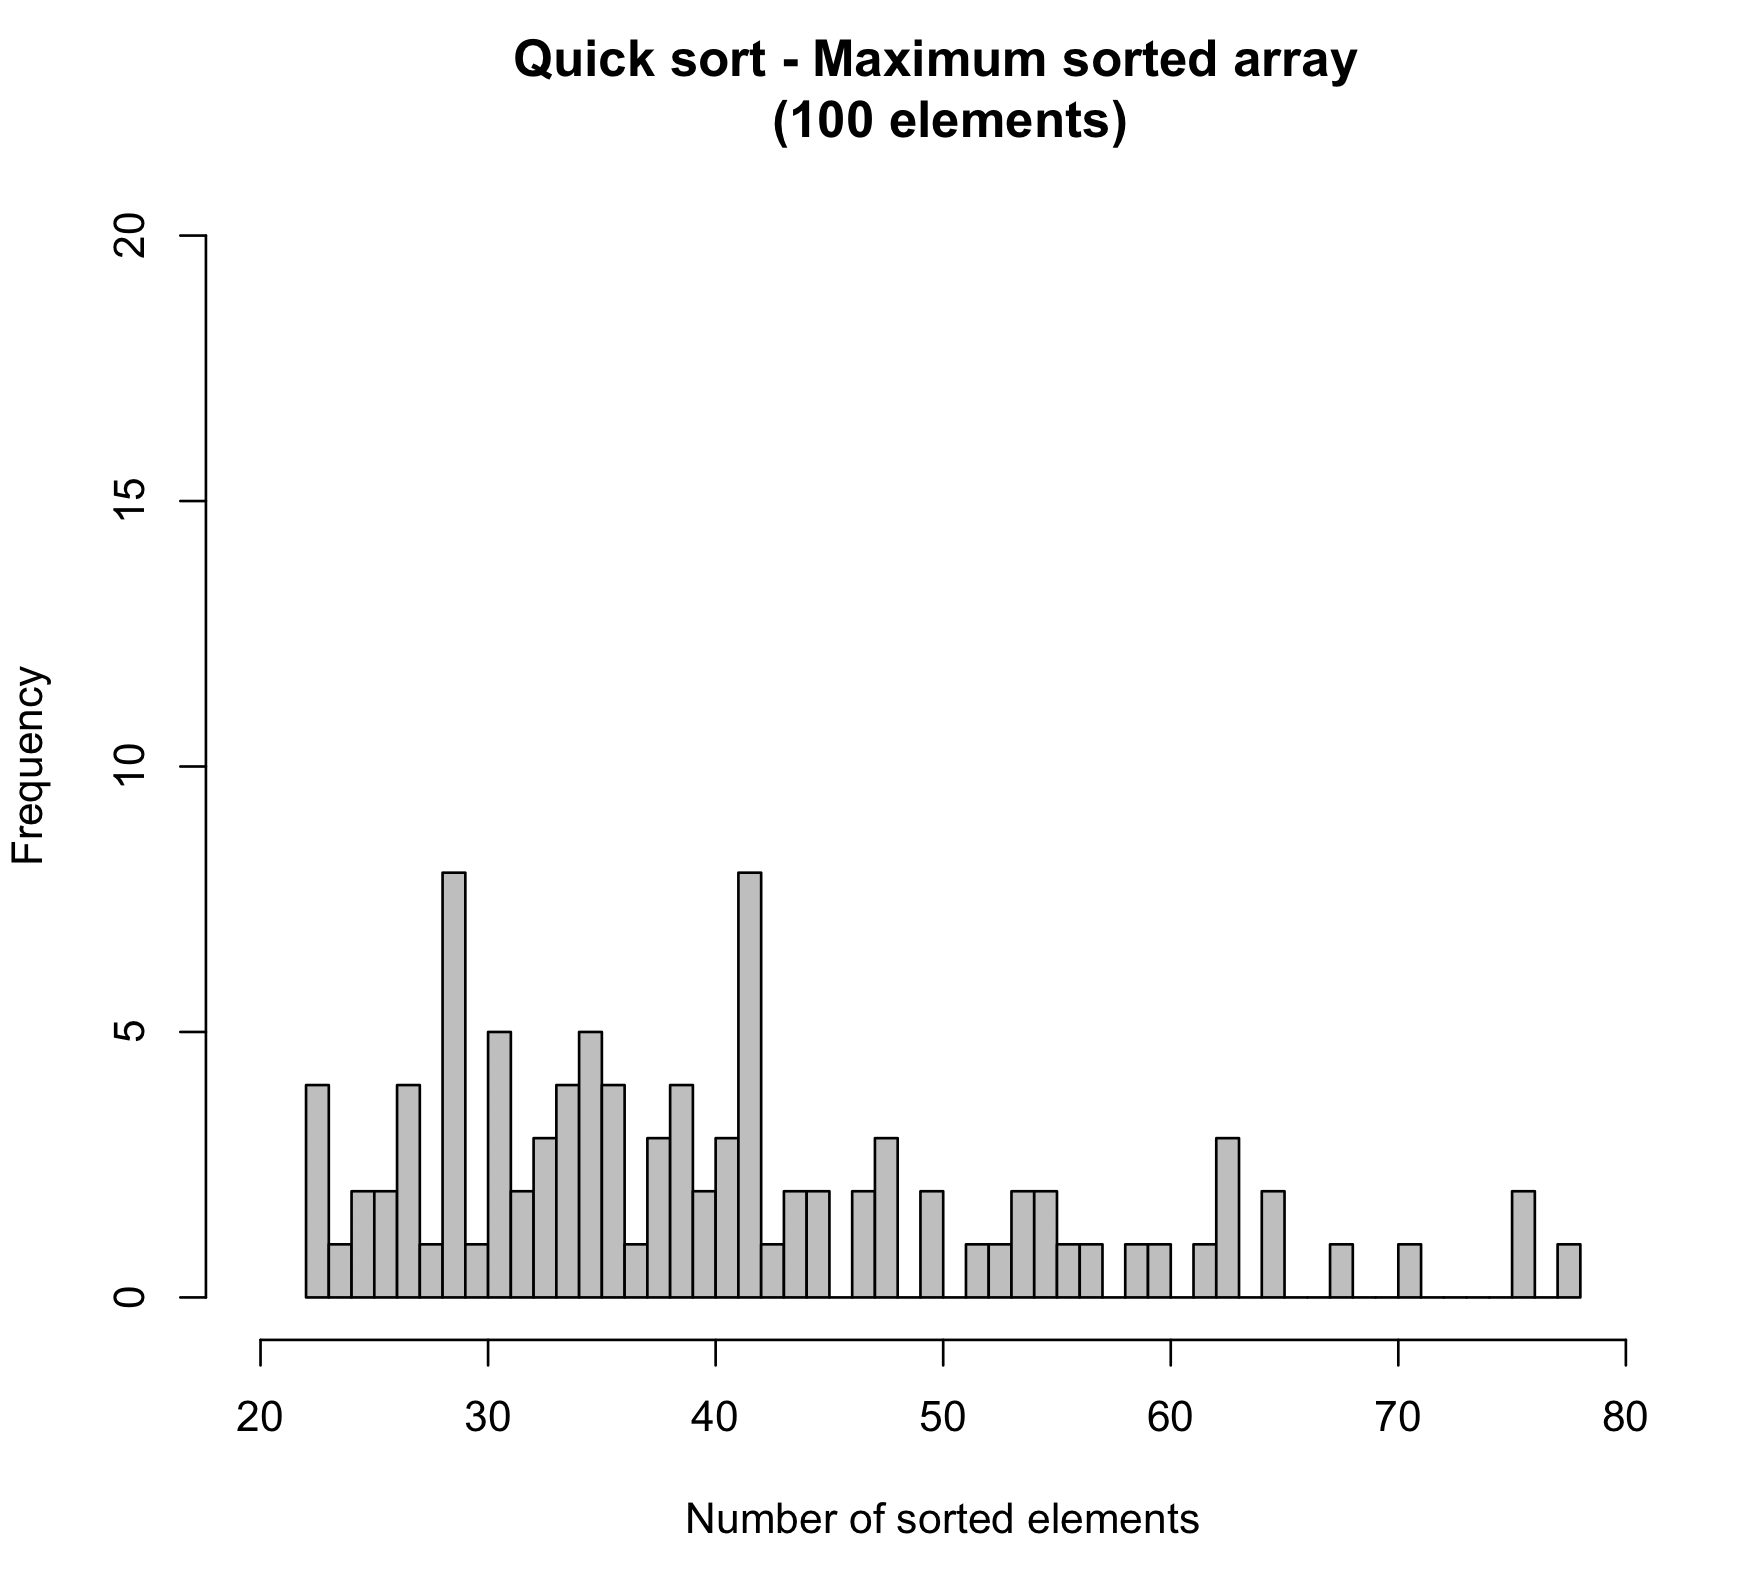 Quick sort - Maximum sorted array
(100 elements)
20
15
10
5
0
Frequency
20 30 40 50 60 70 80
Number of sorted elements